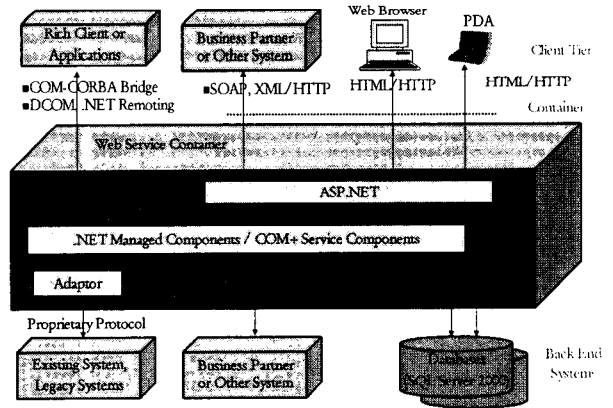 Rich Client or
Applications
Business Partner
or Other System
Web Browser
PDA
Client Tier
■COM-CORBA Bridge
■DCOM, .NET Remoting
■SOAP, XML/HTTP
HTML/HTTP
HTML/HTTP
Container
Web Service Container
ASP.NET
.NET Managed Components / COM+ Service Components
Adaptor
Proprietary Protocol
Existing System,
Legacy Systems
Business Partner
or Other System
Databases
(SQL Server 2000)
Back End
Systems